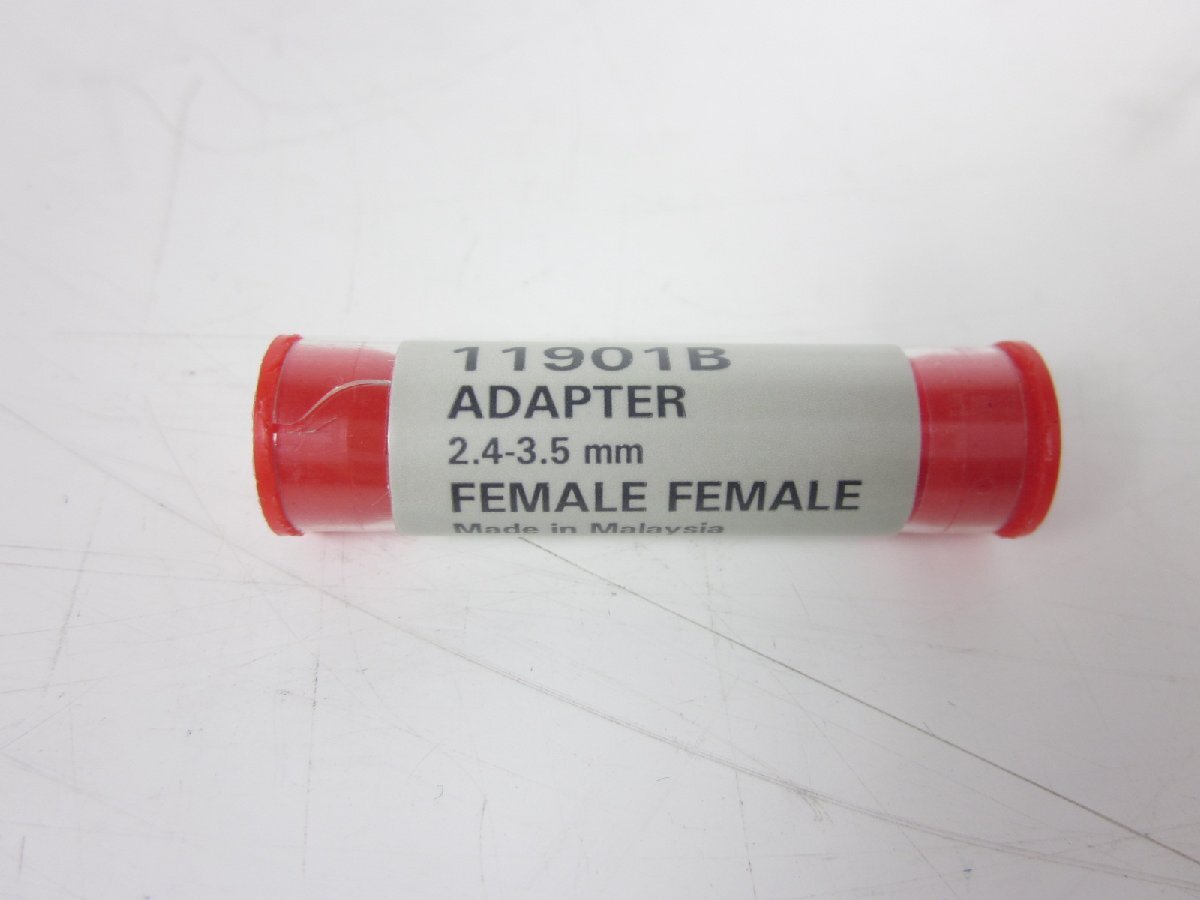 11901B
ADAPTER
2.4-3.5 mm
FEMALE FEMALE
Made in Malaysia